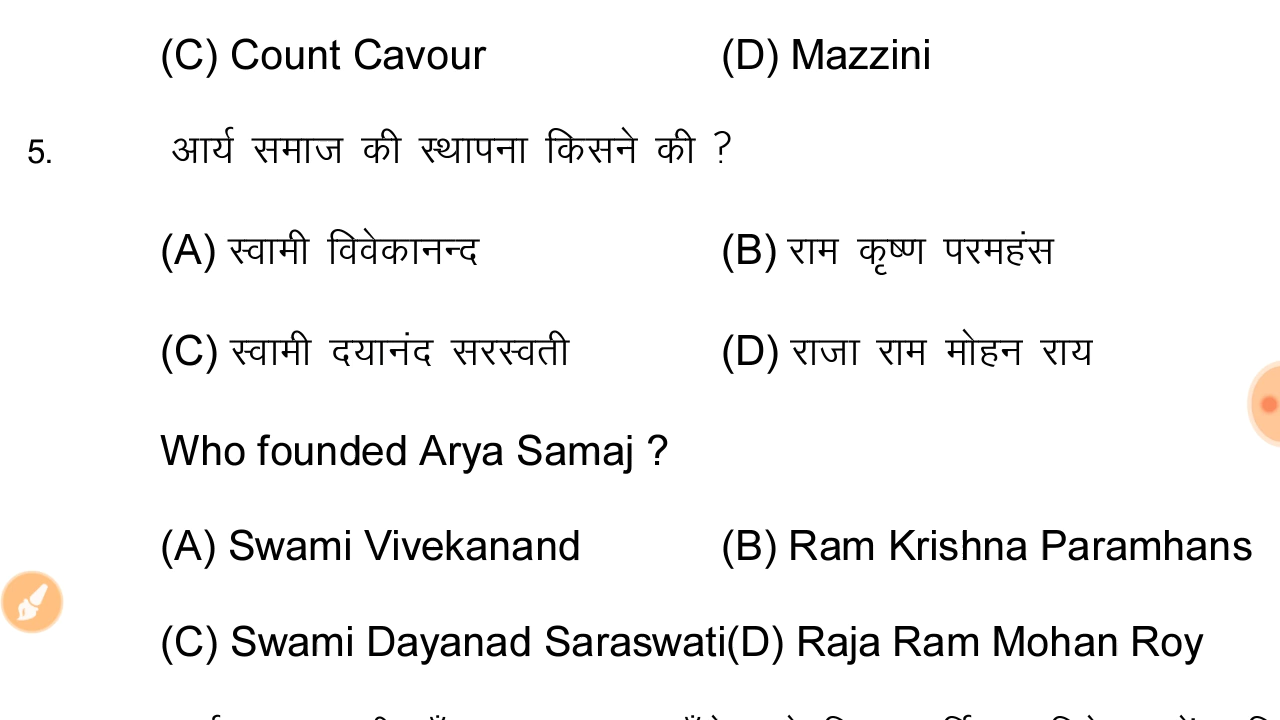 (C) Count Cavour (D) Mazzini
5. आर्य समाज की स्थापना किसने की ?
(A) स्वामी विवेकानन्द (B) राम कृष्ण परमहंस
(C) स्वामी दयानंद सरस्वती (D) राजा राम मोहन राय
Who founded Arya Samaj ?
(A) Swami Vivekanand (B) Ram Krishna Paramhans
(C) Swami Dayanad Saraswati(D) Raja Ram Mohan Roy